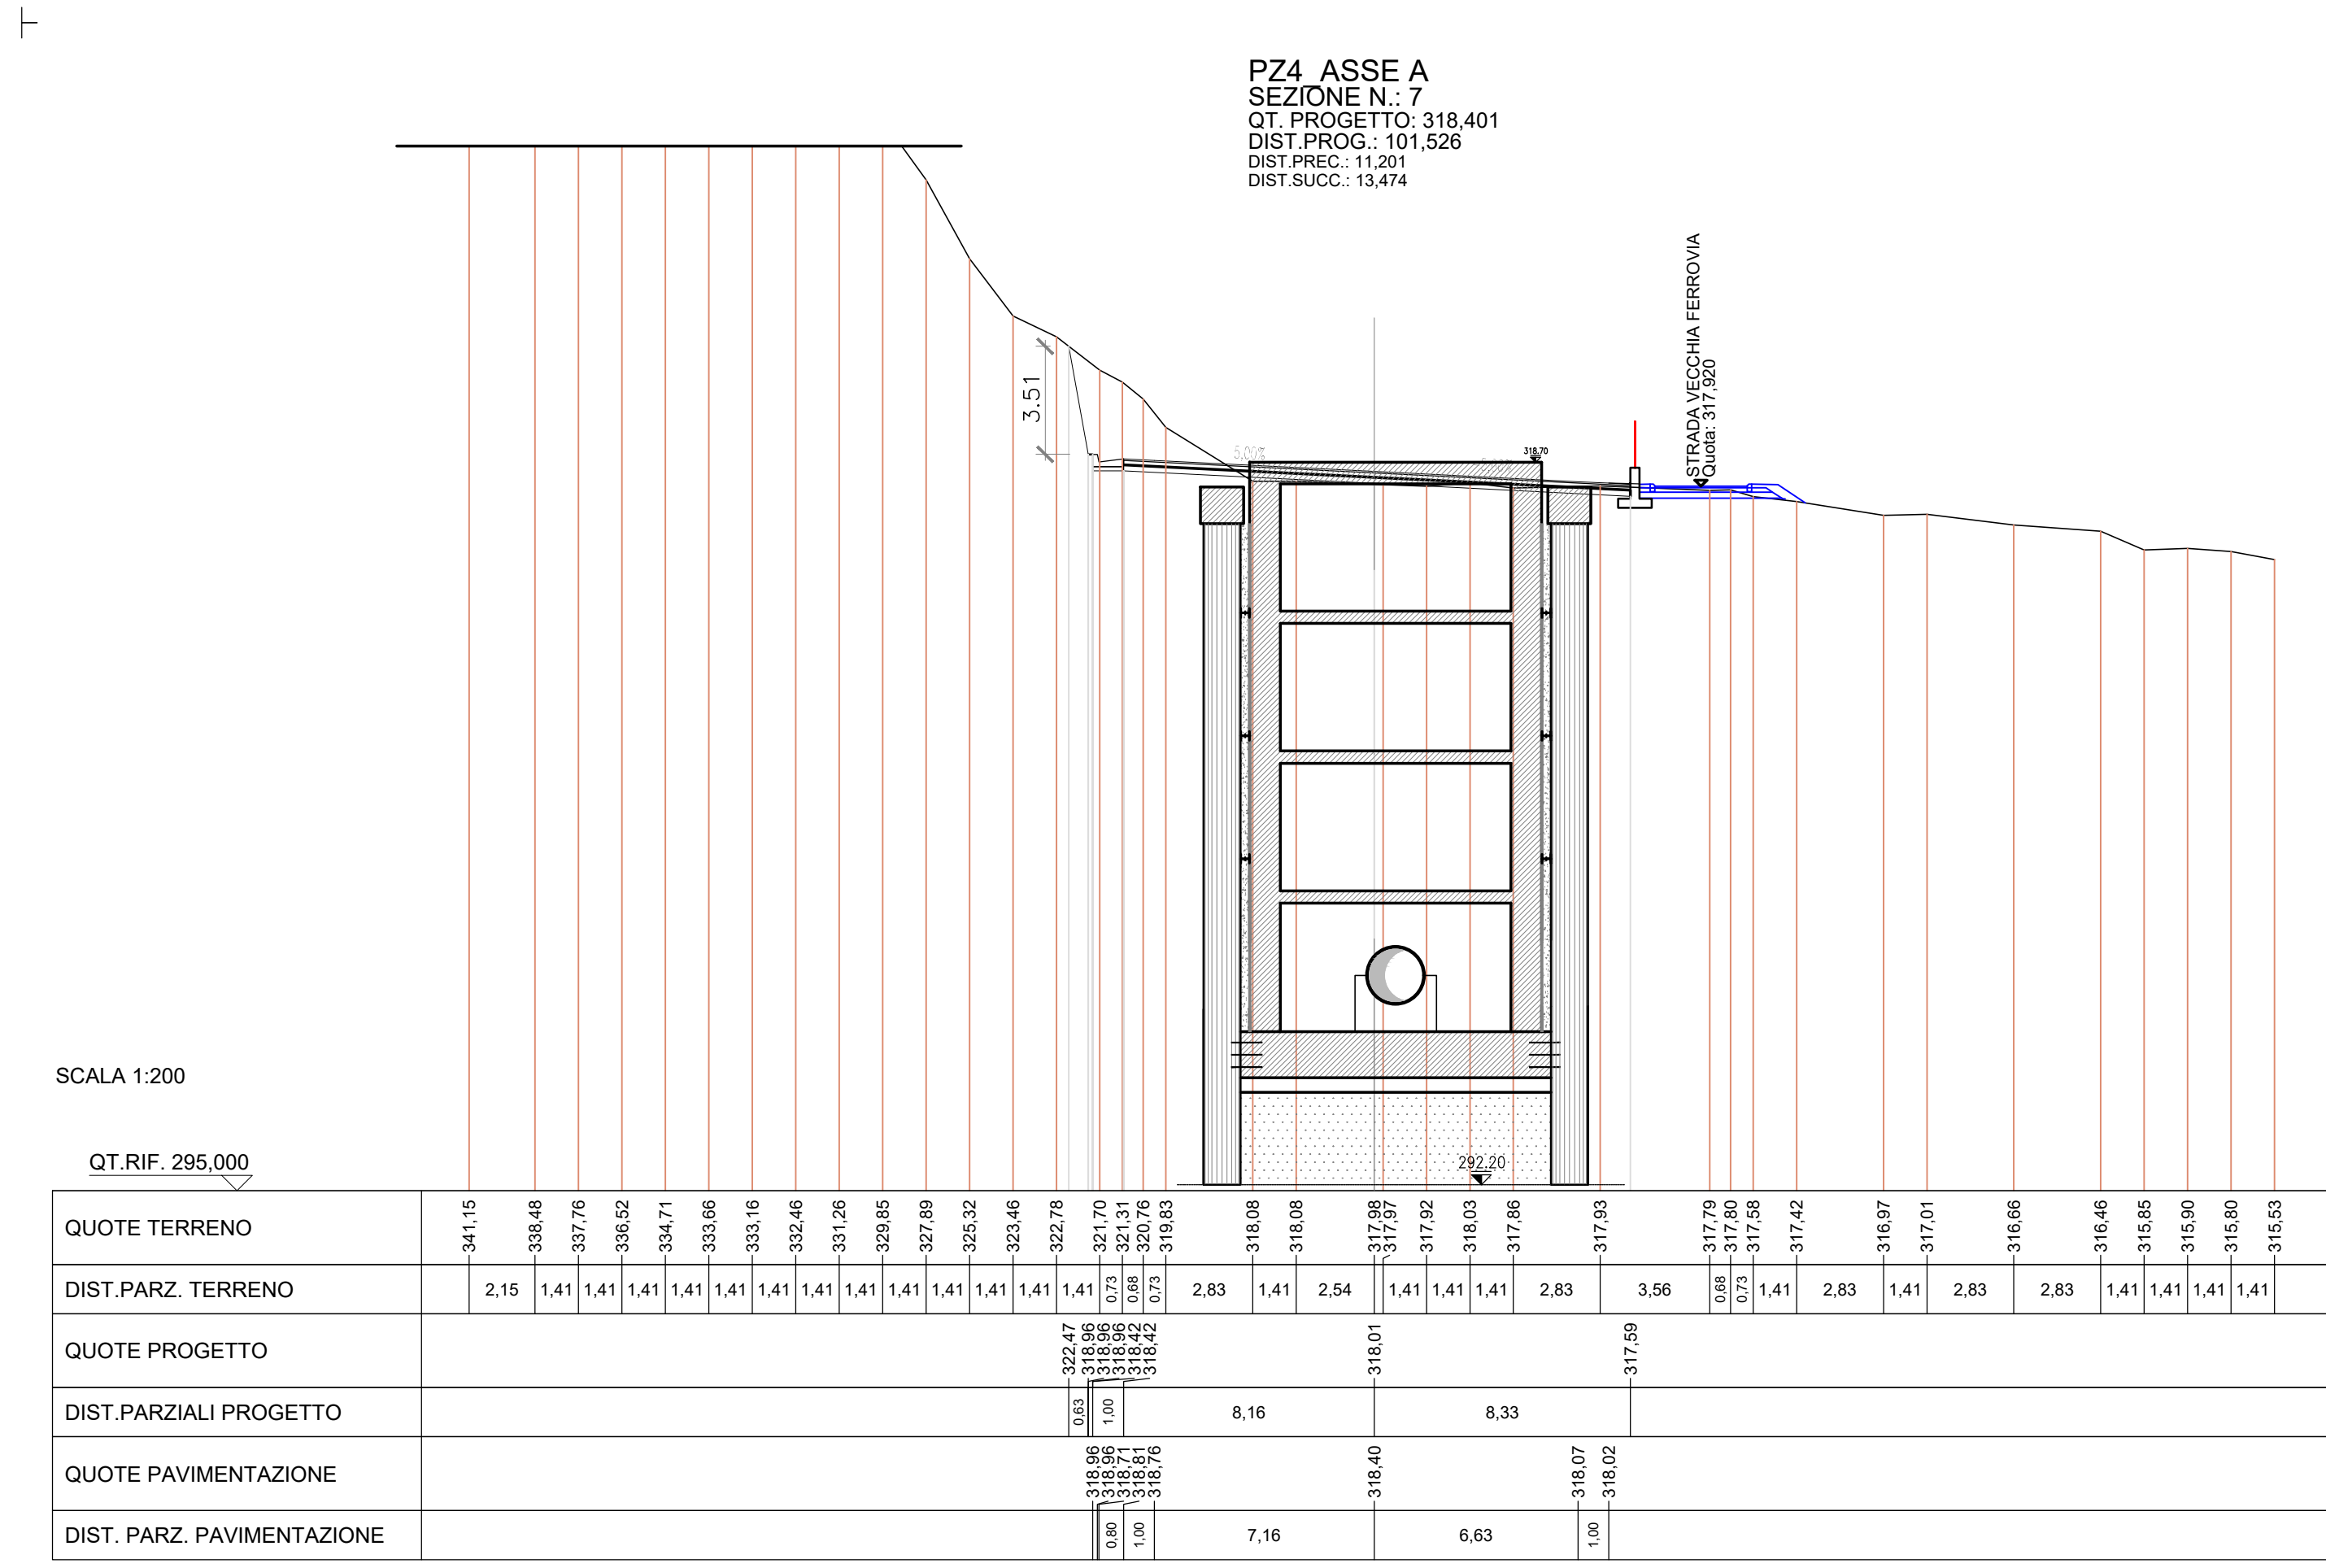 PZ4_ASSE A
SEZIONE N.: 7
QT. PROGETTO: 318,401
DIST.PROG.: 101,526
DIST.PREC.: 11,201
DIST.SUCC.: 13,474
STRADA VECCHIA FERROVIA
Quota: 317,920
3.51
5,00%
318.70
SCALA 1:200
QT.RIF. 295,000
292.20
QUOTE TERRENO 341,15 338,48 337,76 336,52 334,71 333,66 333,16 332,46 331,26 329,85 327,89 325,32 323,46 322,78 321,70 321,31 320,76 319,83 318,08 318,08 317,98 317,97 317,92 318,03 317,86 317,93 317,79 317,80 317,58 317,42 316,97 317,01 316,66 316,46 315,85 315,90 315,80 315,53
DIST.PARZ. TERRENO 2,15 1,41 1,41 1,41 1,41 1,41 1,41 1,41 1,41 1,41 1,41 1,41 1,41 1,41 0,73 0,68 0,73 2,83 1,41 2,54 1,41 1,41 1,41 2,83 3,56 0,68 0,73 1,41 2,83 1,41 2,83 2,83 1,41 1,41 1,41 1,41
QUOTE PROGETTO 322,47 318,96 318,96 318,96 318,42 318,42 318,01 317,59
DIST.PARZIALI PROGETTO 0,63 1,00 8,16 8,33
QUOTE PAVIMENTAZIONE 318,96 318,96 318,71 318,81 318,76 318,40 318,07 318,02
DIST. PARZ. PAVIMENTAZIONE 0,80 1,00 7,16 6,63 1,00